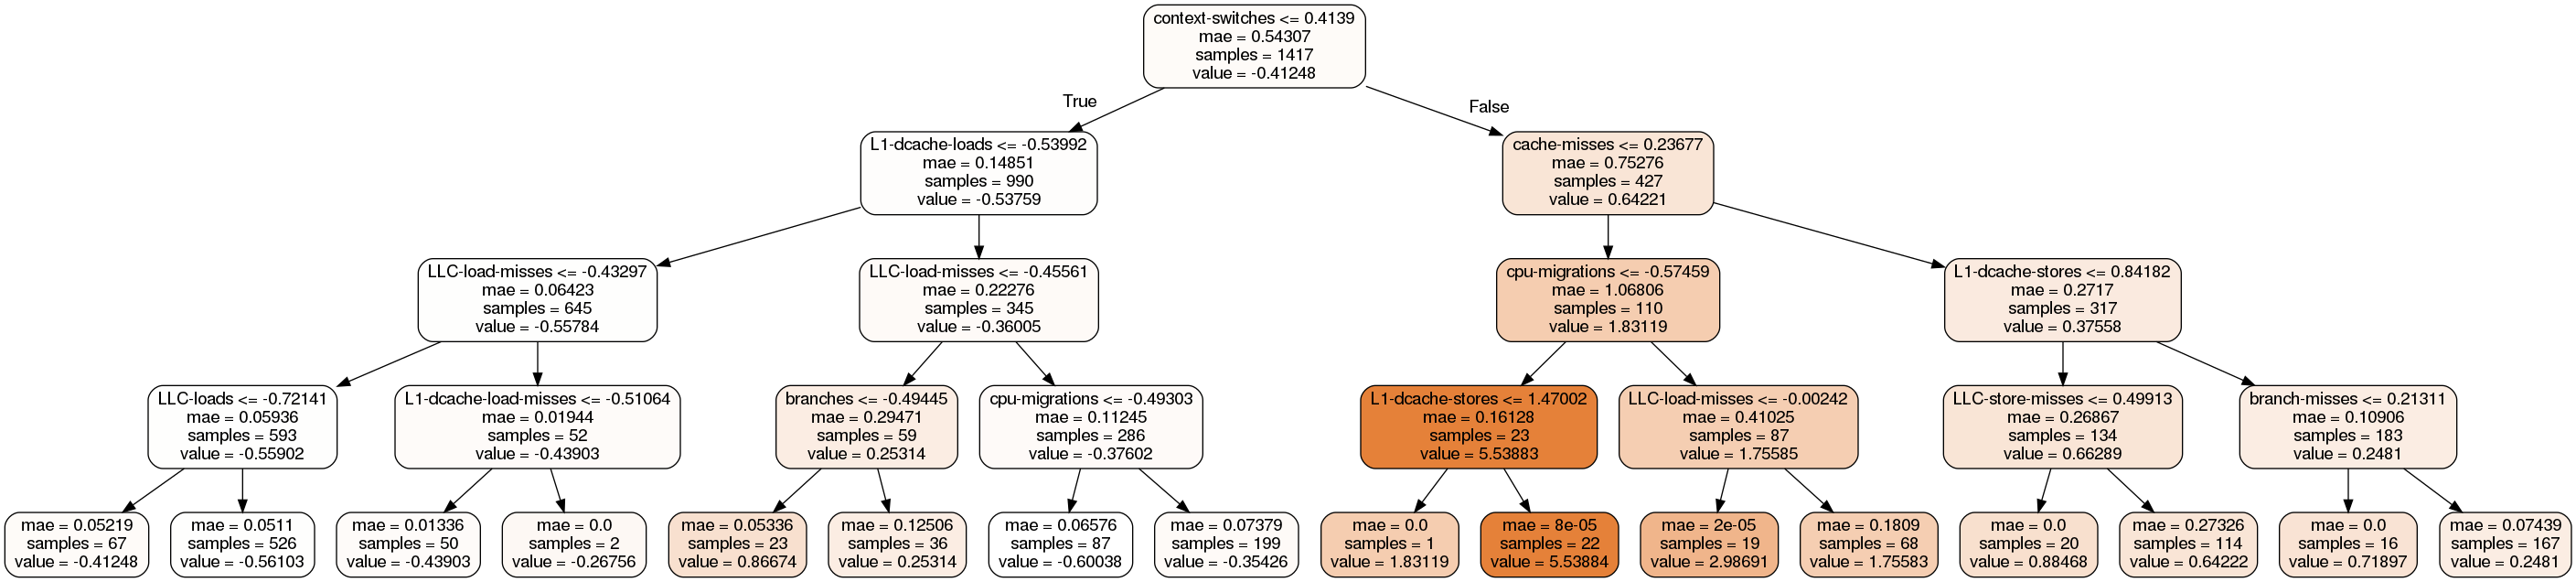 context-switches <= 0.4139
mae = 0.54307
samples = 1417
value = -0.41248
True
False
L1-dcache-loads <= -0.53992
mae = 0.14851
samples = 990
value = -0.53759
cache-misses <= 0.23677
mae = 0.75276
samples = 427
value = 0.64221
LLC-load-misses <= -0.43297
mae = 0.06423
samples = 645
value = -0.55784
LLC-load-misses <= -0.45561
mae = 0.22276
samples = 345
value = -0.36005
cpu-migrations <= -0.57459
mae = 1.06806
samples = 110
value = 1.83119
L1-dcache-stores <= 0.84182
mae = 0.2717
samples = 317
value = 0.37558
LLC-loads <= -0.72141
mae = 0.05936
samples = 593
value = -0.55902
L1-dcache-load-misses <= -0.51064
mae = 0.01944
samples = 52
value = -0.43903
branches <= -0.49445
mae = 0.29471
samples = 59
value = 0.25314
cpu-migrations <= -0.49303
mae = 0.11245
samples = 286
value = -0.37602
L1-dcache-stores <= 1.47002
mae = 0.16128
samples = 23
value = 5.53883
LLC-load-misses <= -0.00242
mae = 0.41025
samples = 87
value = 1.75585
LLC-store-misses <= 0.49913
mae = 0.26867
samples = 134
value = 0.66289
branch-misses <= 0.21311
mae = 0.10906
samples = 183
value = 0.2481
mae = 0.05219
samples = 67
value = -0.41248
mae = 0.0511
samples = 526
value = -0.56103
mae = 0.01336
samples = 50
value = -0.43903
mae = 0.0
samples = 2
value = -0.26756
mae = 0.05336
samples = 23
value = 0.86674
mae = 0.12506
samples = 36
value = 0.25314
mae = 0.06576
samples = 87
value = -0.60038
mae = 0.07379
samples = 199
value = -0.35426
mae = 0.0
samples = 1
value = 1.83119
mae = 8e-05
samples = 22
value = 5.53884
mae = 2e-05
samples = 19
value = 2.98691
mae = 0.1809
samples = 68
value = 1.75583
mae = 0.0
samples = 20
value = 0.88468
mae = 0.27326
samples = 114
value = 0.64222
mae = 0.0
samples = 16
value = 0.71897
mae = 0.07439
samples = 167
value = 0.2481